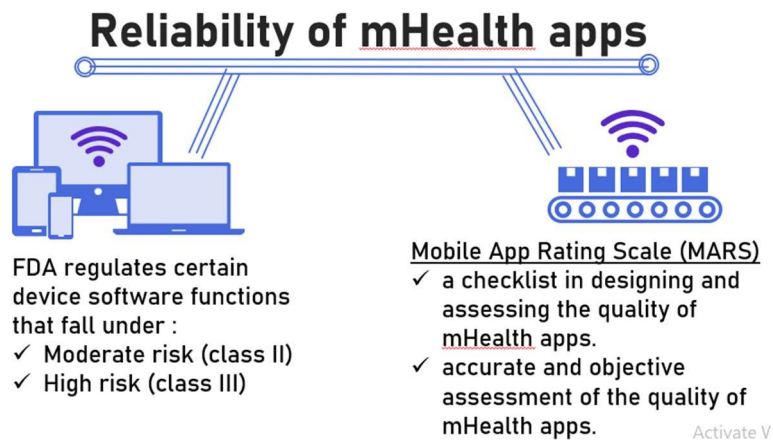 Reliability of mHealth apps
FDA regulates certain
device software functions
that fall under :
✓ Moderate risk (class II)
✓ High risk (class III)
Mobile App Rating Scale (MARS)
✓ a checklist in designing and
assessing the quality of
mHealth apps.
✓ accurate and objective
assessment of the quality of
mHealth apps.
Activate